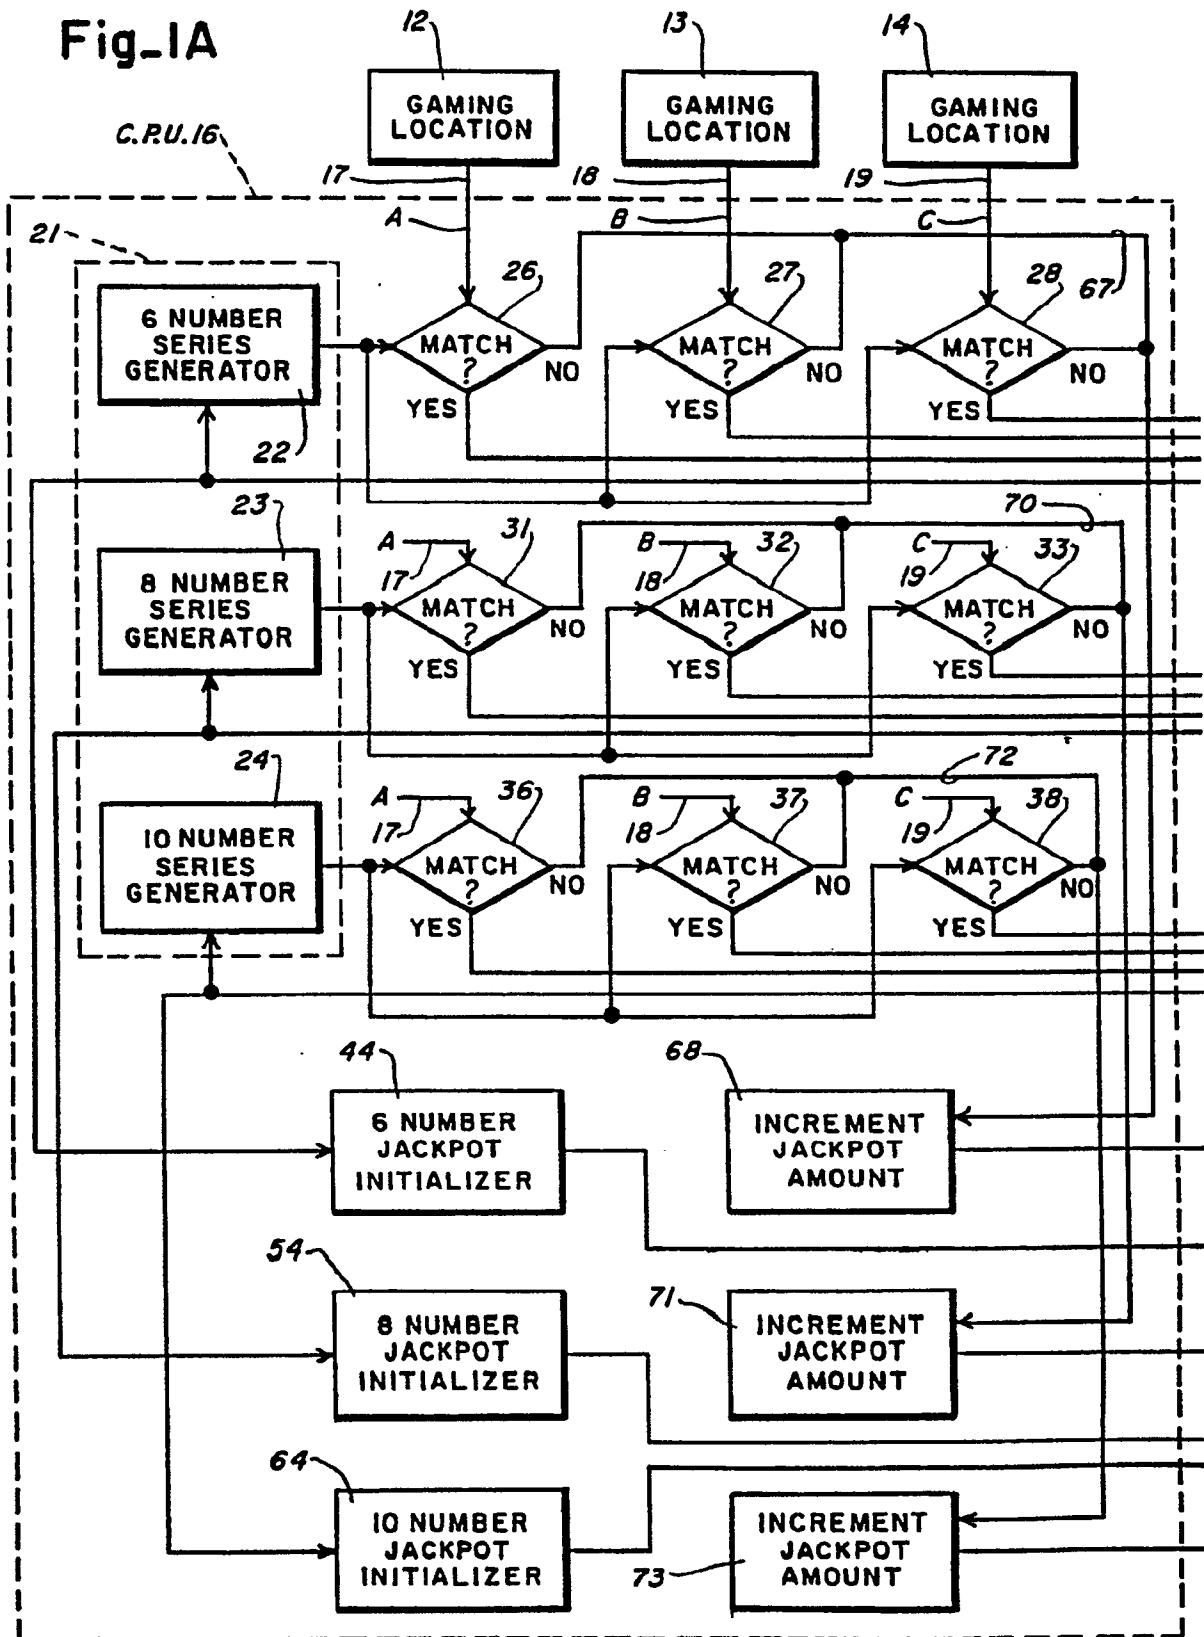 Fig_1A
12
13
14
GAMING
LOCATION
GAMING
LOCATION
GAMING
LOCATION
C.P.U.16
17
18
19
A
B
C
21
26
27
28
67
6 NUMBER
SERIES
GENERATOR
22
MATCH
?
NO
YES
MATCH
?
NO
YES
MATCH
?
NO
YES
23
70
A
17
31
B
18
32
C
19
33
8 NUMBER
SERIES
GENERATOR
MATCH
?
NO
YES
MATCH
?
NO
YES
MATCH
?
NO
YES
24
72
A
17
36
B
18
37
C
19
38
10 NUMBER
SERIES
GENERATOR
MATCH
?
NO
YES
MATCH
?
NO
YES
MATCH
?
NO
YES
44
68
6 NUMBER
JACKPOT
INITIALIZER
INCREMENT
JACKPOT
AMOUNT
54
71
8 NUMBER
JACKPOT
INITIALIZER
INCREMENT
JACKPOT
AMOUNT
64
73
10 NUMBER
JACKPOT
INITIALIZER
INCREMENT
JACKPOT
AMOUNT